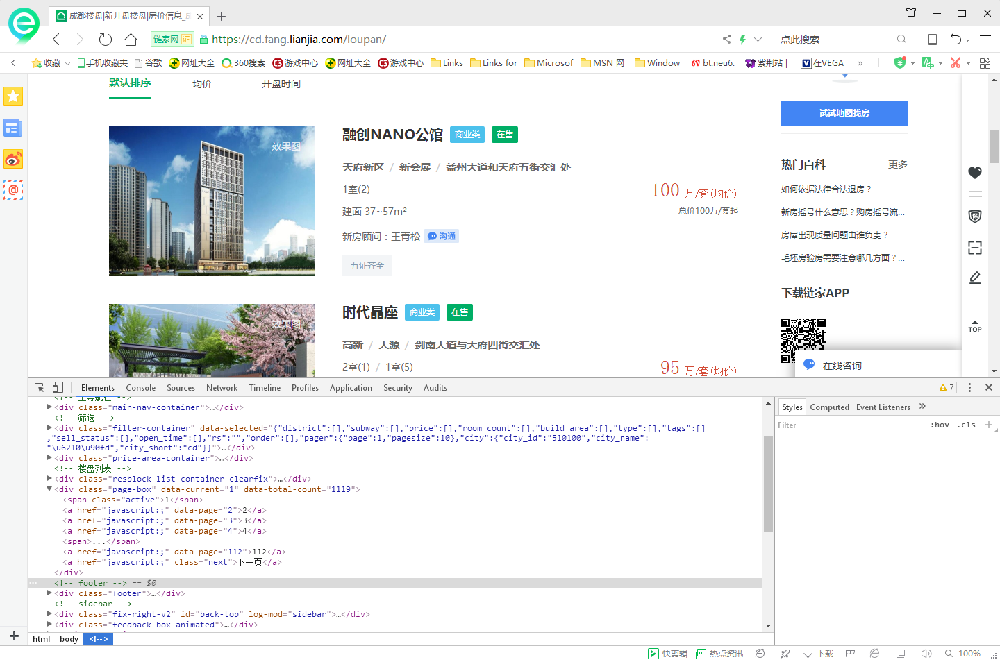 成都楼盘|新开盘楼盘|房价信息_
链家网 证 https://cd.fang.lianjia.com/loupan/ 点此搜索
收藏 手机收藏夹 谷歌 网址大全 360搜索 游戏中心 网址大全 游戏中心 Links Links for Microsof MSN 网 Window bt.neu6. 紫荆站 | 在VEGA »
默认排序 均价 开盘时间
试试地图找房
效果图
融创NANO公馆 商业类 在售
天府新区 / 新会展 / 益州大道和天府五街交汇处
1室(2)
100 万/套(均价)
建面 37~57m²
总价100万/套起
新房顾问：王青松 沟通
五证齐全
热门百科 更多
如何依据法律合法退房？
新房摇号什么意思？购房摇号流...
房屋出现质量问题由谁负责？
毛坯房验房需要注意哪几方面？...
下载链家APP
TOP
在线咨询
效果图
时代晶座 商业类 在售
高新 / 大源 / 剑南大道与天府四街交汇处
2室(1) / 1室(5)
95 万/套(均价)
Elements Console Sources Network Timeline Profiles Application Security Audits 7
<!-- 主导航栏 -->
<div class="main-nav-container">…</div>
<!-- 筛选 -->
<div class="filter-container" data-selected="{"district":[],"subway":[],"price":[],"room_count":[],"build_area":[],"type":[],"tags":[]
,"sell_status":[],"open_time":[],"rs":"","order":[],"pager":{"page":1,"pagesize":10},"city":{"city_id":"510100","city_name":
"\u6210\u90fd","city_short":"cd"}}">…</div>
<div class="price-area-container">…</div>
<!-- 楼盘列表 -->
<div class="resblock-list-container clearfix">…</div>
<div class="page-box" data-current="1" data-total-count="1119">
<span class="active">1</span>
<a href="javascript:;" data-page="2">2</a>
<a href="javascript:;" data-page="3">3</a>
<a href="javascript:;" data-page="4">4</a>
<span>...</span>
<a href="javascript:;" data-page="112">112</a>
<a href="javascript:;" class="next">下一页</a>
</div>
<!-- footer --> == $0
<div class="footer">…</div>
<!-- sidebar -->
<div class="fix-right-v2" id="back-top" log-mod="sidebar">…</div>
<div class="feedback-box animated">…</div>
html body <!-->
Styles Computed Event Listeners »
Filter :hov .cls +
快剪辑 热点资讯 下载 100%